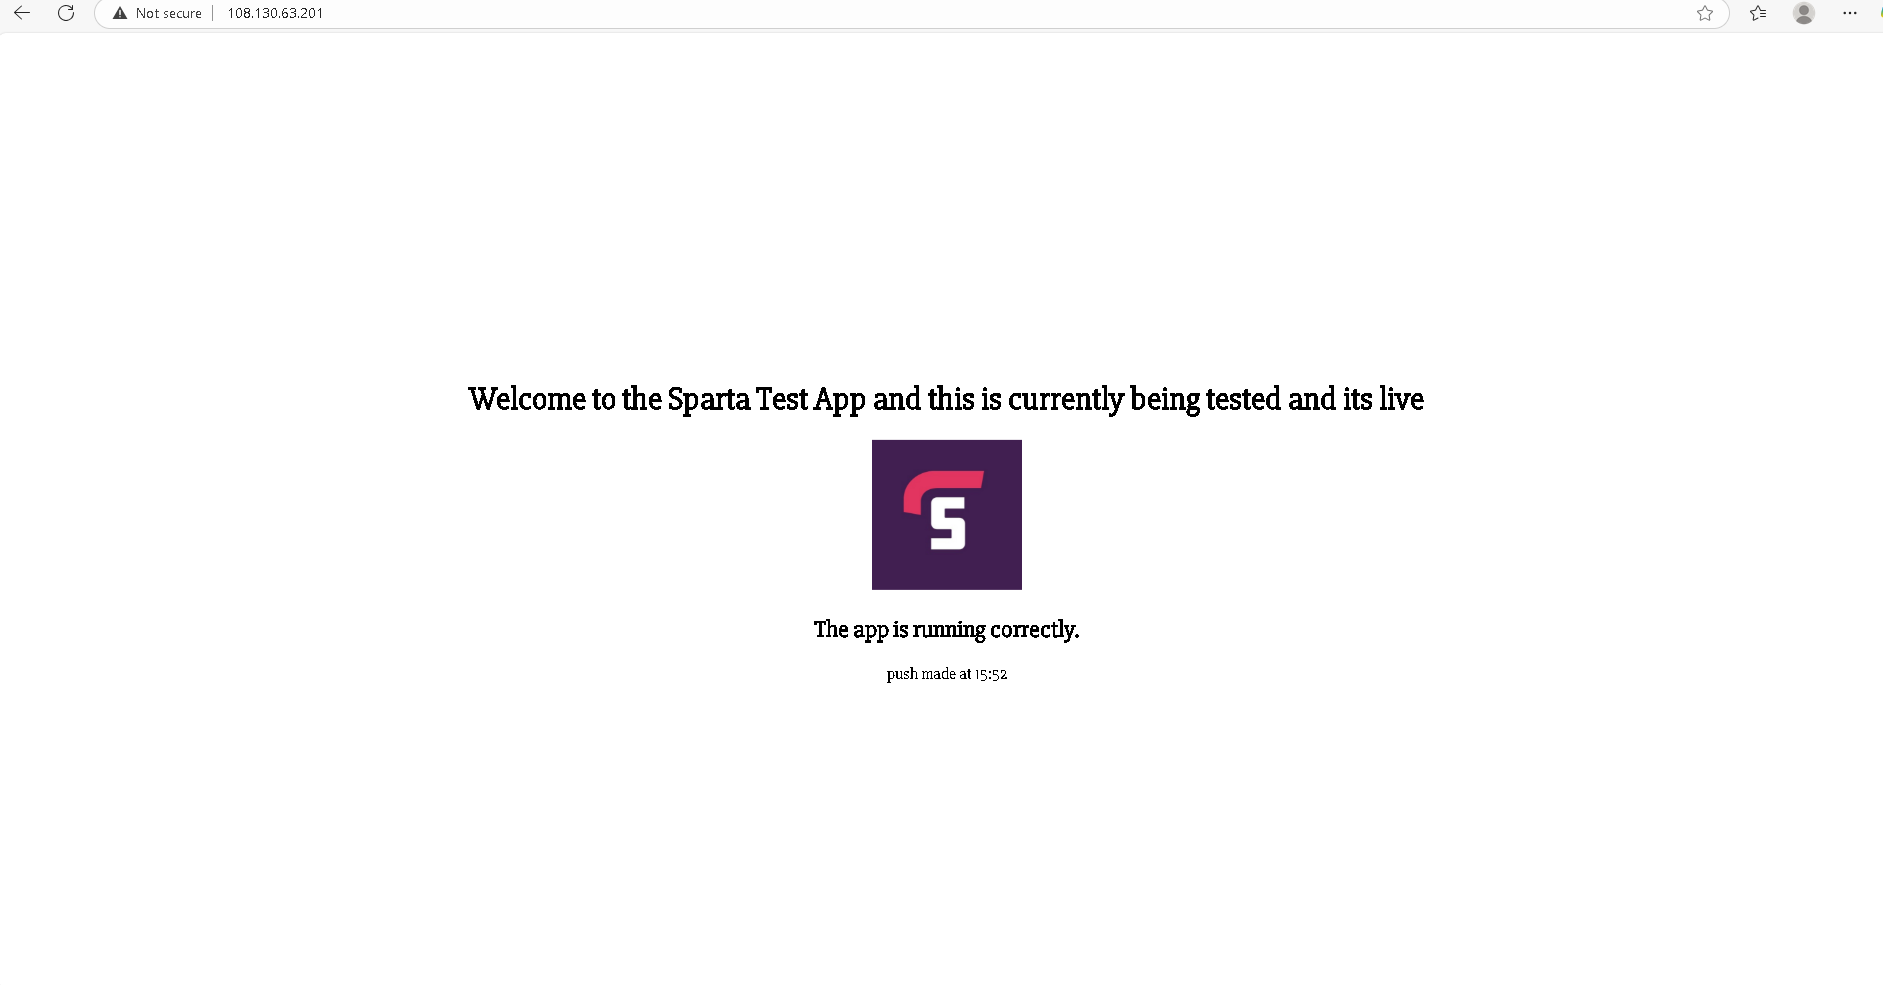 Not secure 108.130.63.201
Welcome to the Sparta Test App and this is currently being tested and its live
S
The app is running correctly.
push made at 15:52